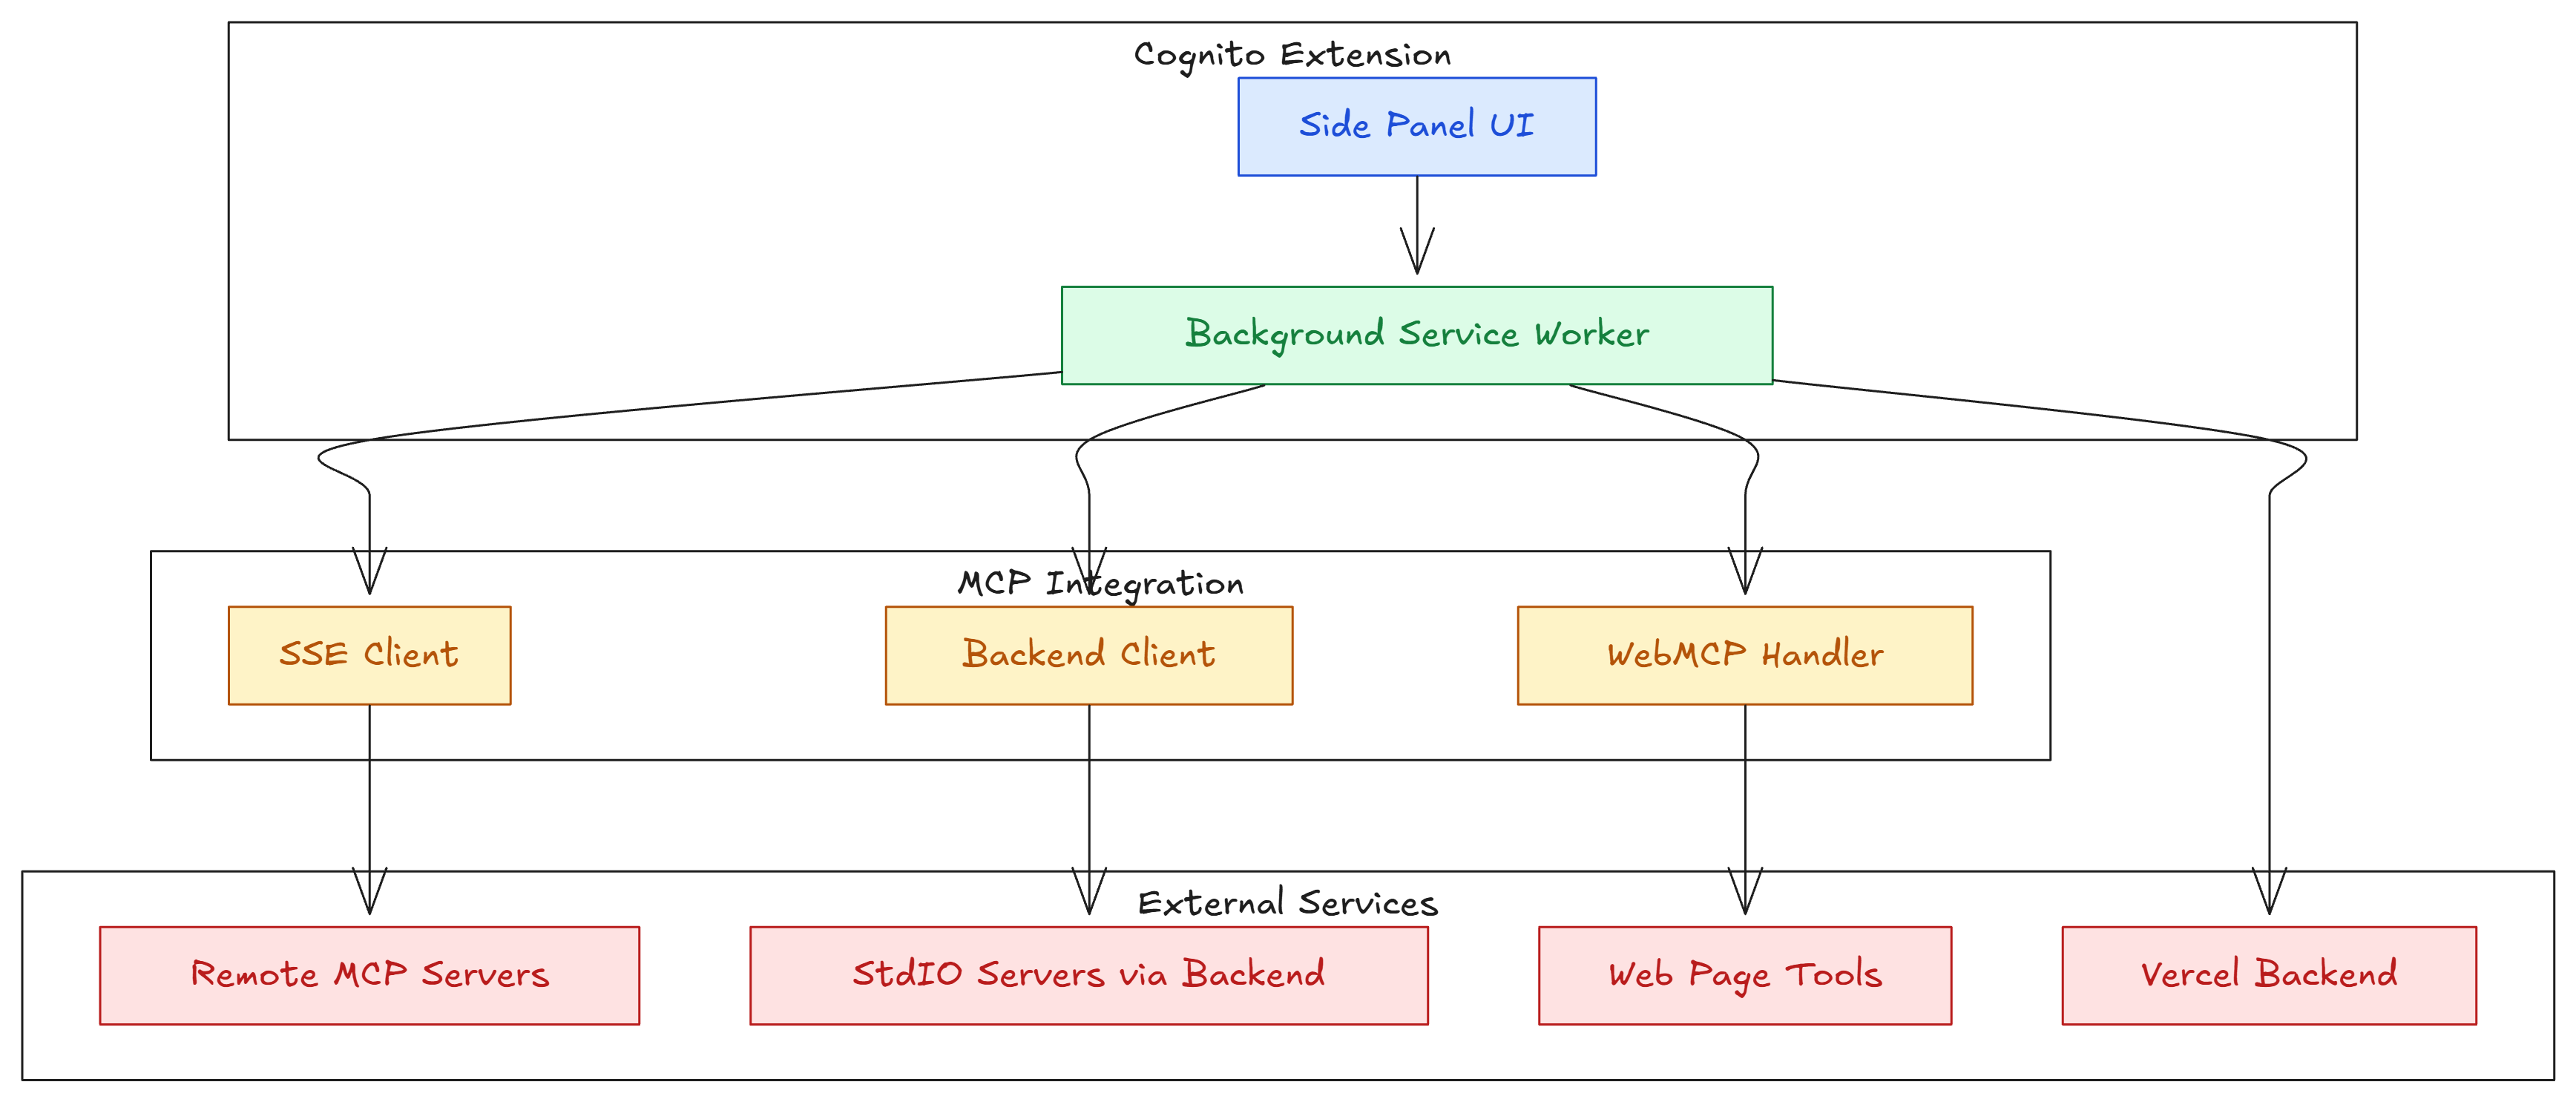 Cognito Extension
Side Panel UI
Background Service Worker
MCP Integration
SSE Client
Backend Client
WebMCP Handler
External Services
Remote MCP Servers
StdIO Servers via Backend
Web Page Tools
Vercel Backend